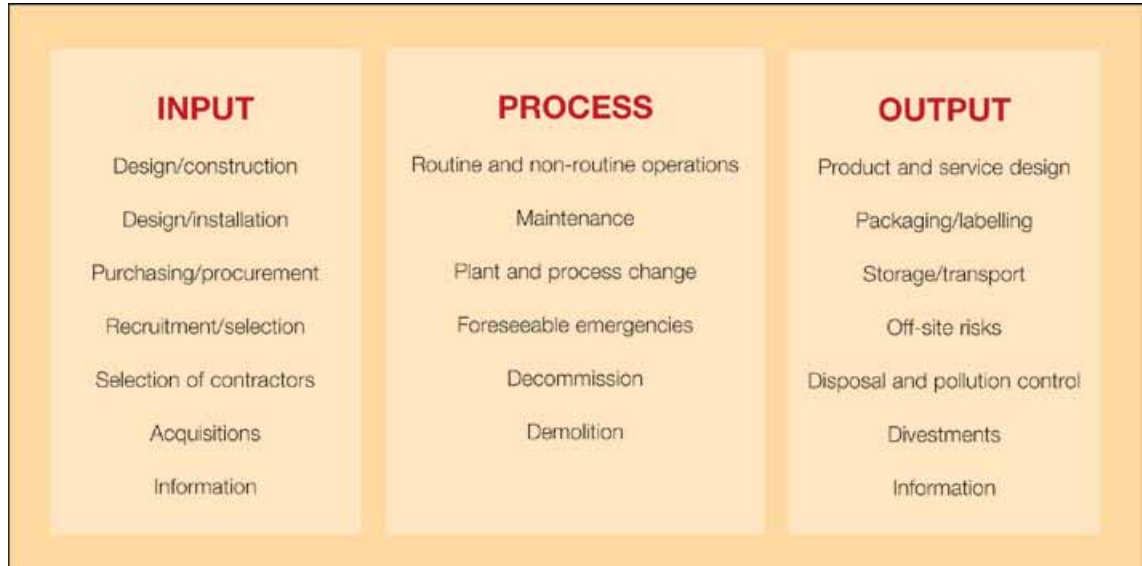 INPUT
Design/construction
Design/installation
Purchasing/procurement
Recruitment/selection
Selection of contractors
Acquisitions
Information
PROCESS
Routine and non-routine operations
Maintenance
Plant and process change
Foreseeable emergencies
Decommission
Demolition
OUTPUT
Product and service design
Packaging/labelling
Storage/transport
Off-site risks
Disposal and pollution control
Divestments
Information